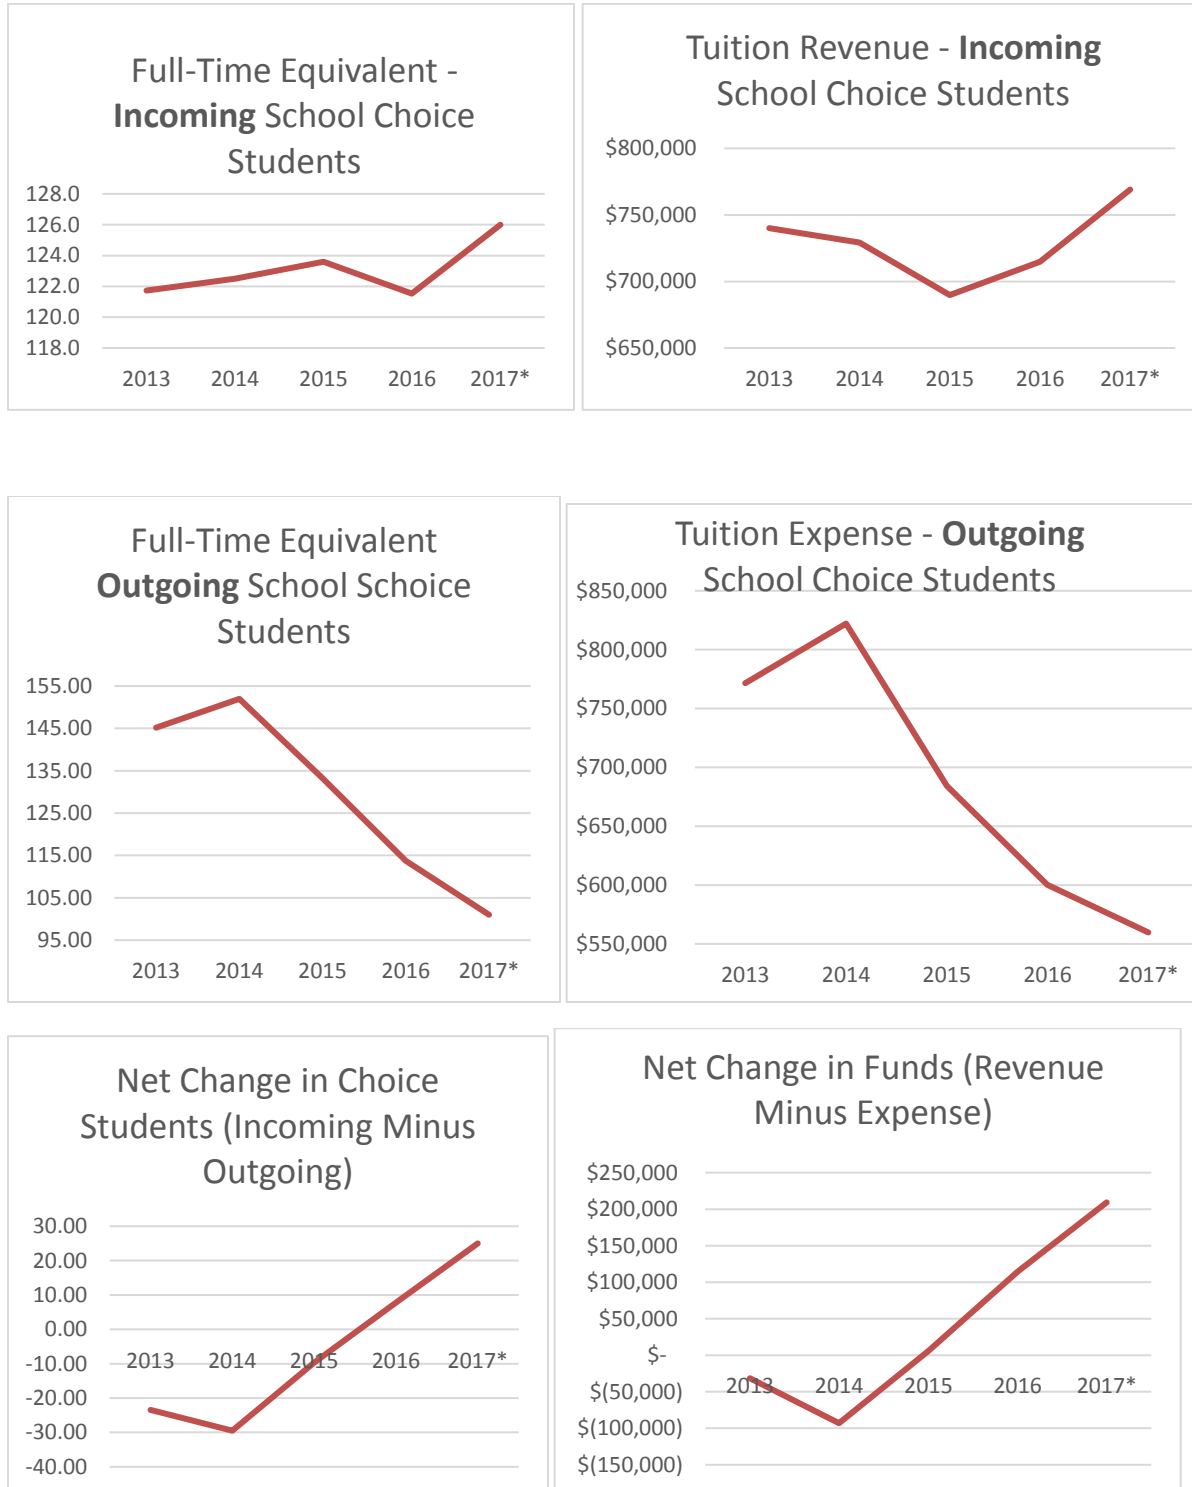 Full-Time Equivalent -
Incoming School Choice
Students
128.0
126.0
124.0
122.0
120.0
118.0
2013 2014 2015 2016 2017*
Tuition Revenue - Incoming
School Choice Students
$800,000
$750,000
$700,000
$650,000
2013 2014 2015 2016 2017*
Full-Time Equivalent
Outgoing School Schoice
Students
155.00
145.00
135.00
125.00
115.00
105.00
95.00
2013 2014 2015 2016 2017*
Tuition Expense - Outgoing
School Choice Students
$850,000
$800,000
$750,000
$700,000
$650,000
$600,000
$550,000
2013 2014 2015 2016 2017*
Net Change in Choice
Students (Incoming Minus
Outgoing)
30.00
20.00
10.00
0.00
-10.00
-20.00
-30.00
-40.00
2013 2014 2015 2016 2017*
Net Change in Funds (Revenue
Minus Expense)
$250,000
$200,000
$150,000
$100,000
$50,000
$-
$(50,000)
$(100,000)
$(150,000)
2013 2014 2015 2016 2017*